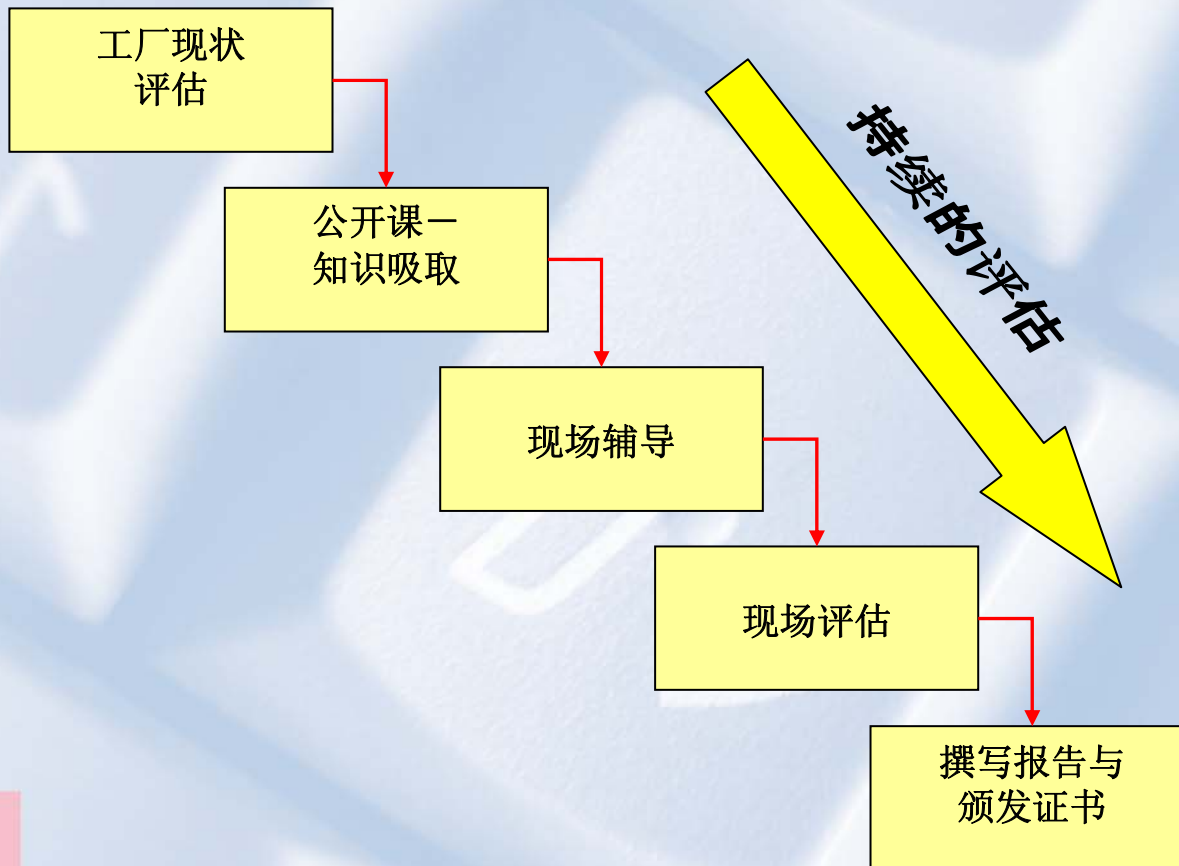 工厂现状
评估
公开课－
知识吸取
持续的评估
现场辅导
现场评估
撰写报告与
颁发证书